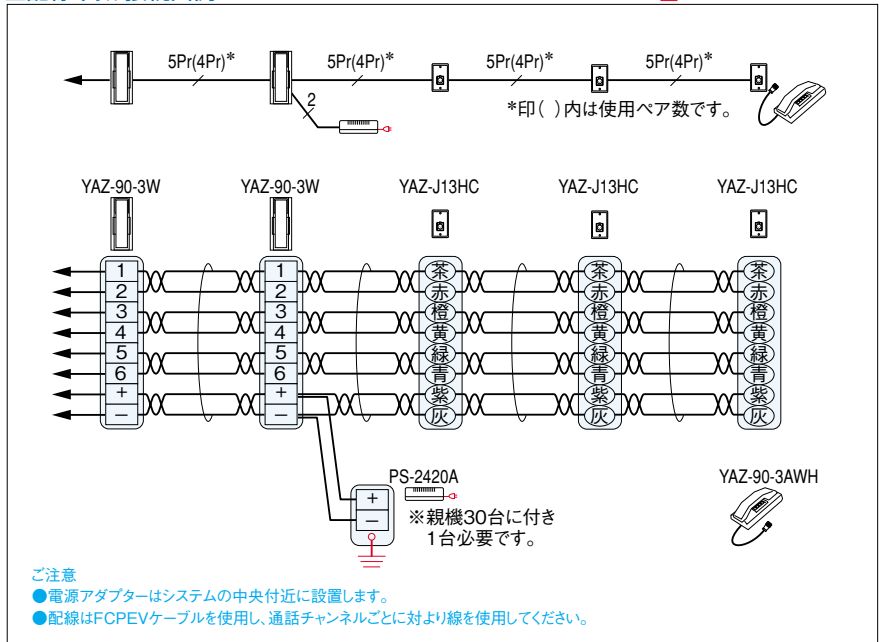 5Pr(4Pr)* 5Pr(4Pr)* 5Pr(4Pr)* 5Pr(4Pr)*
2
*印( )内は使用ペア数です。
YAZ-90-3W YAZ-90-3W YAZ-J13HC YAZ-J13HC YAZ-J13HC
1 1 茶 茶 茶
2 2 赤 赤 赤
3 3 橙 橙 橙
4 4 黄 黄 黄
5 5 緑 緑 緑
6 6 青 青 青
+ + 紫 紫 紫
− − 灰 灰 灰
PS-2420A YAZ-90-3AWH
+
−
※親機30台に付き
1台必要です。
ご注意
●電源アダプターはシステムの中央付近に設置します。
●配線はFCPEVケーブルを使用し、通話チャンネルごとに対より線を使用してください。